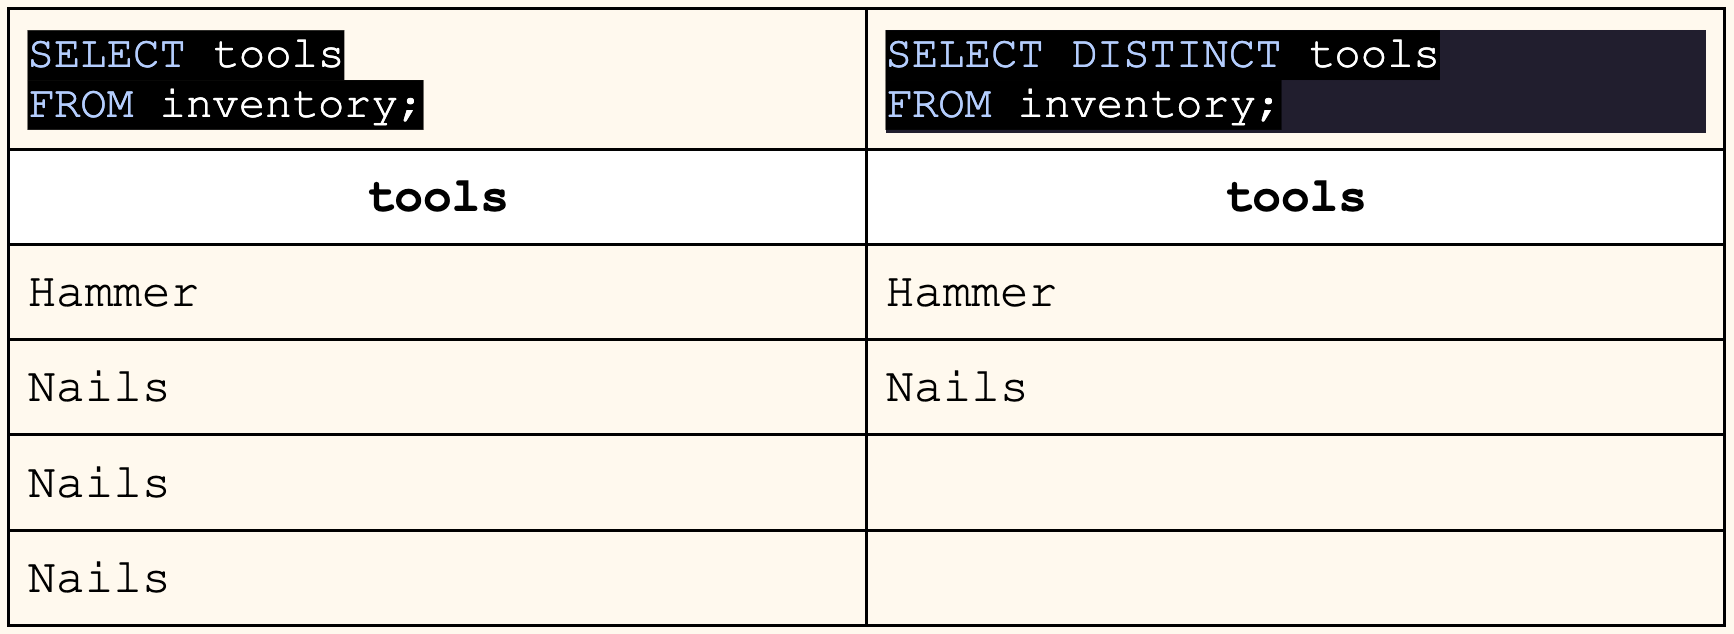 SELECT tools
FROM inventory;
SELECT DISTINCT tools
FROM inventory;
tools
tools
Hammer
Hammer
Nails
Nails
Nails
Nails